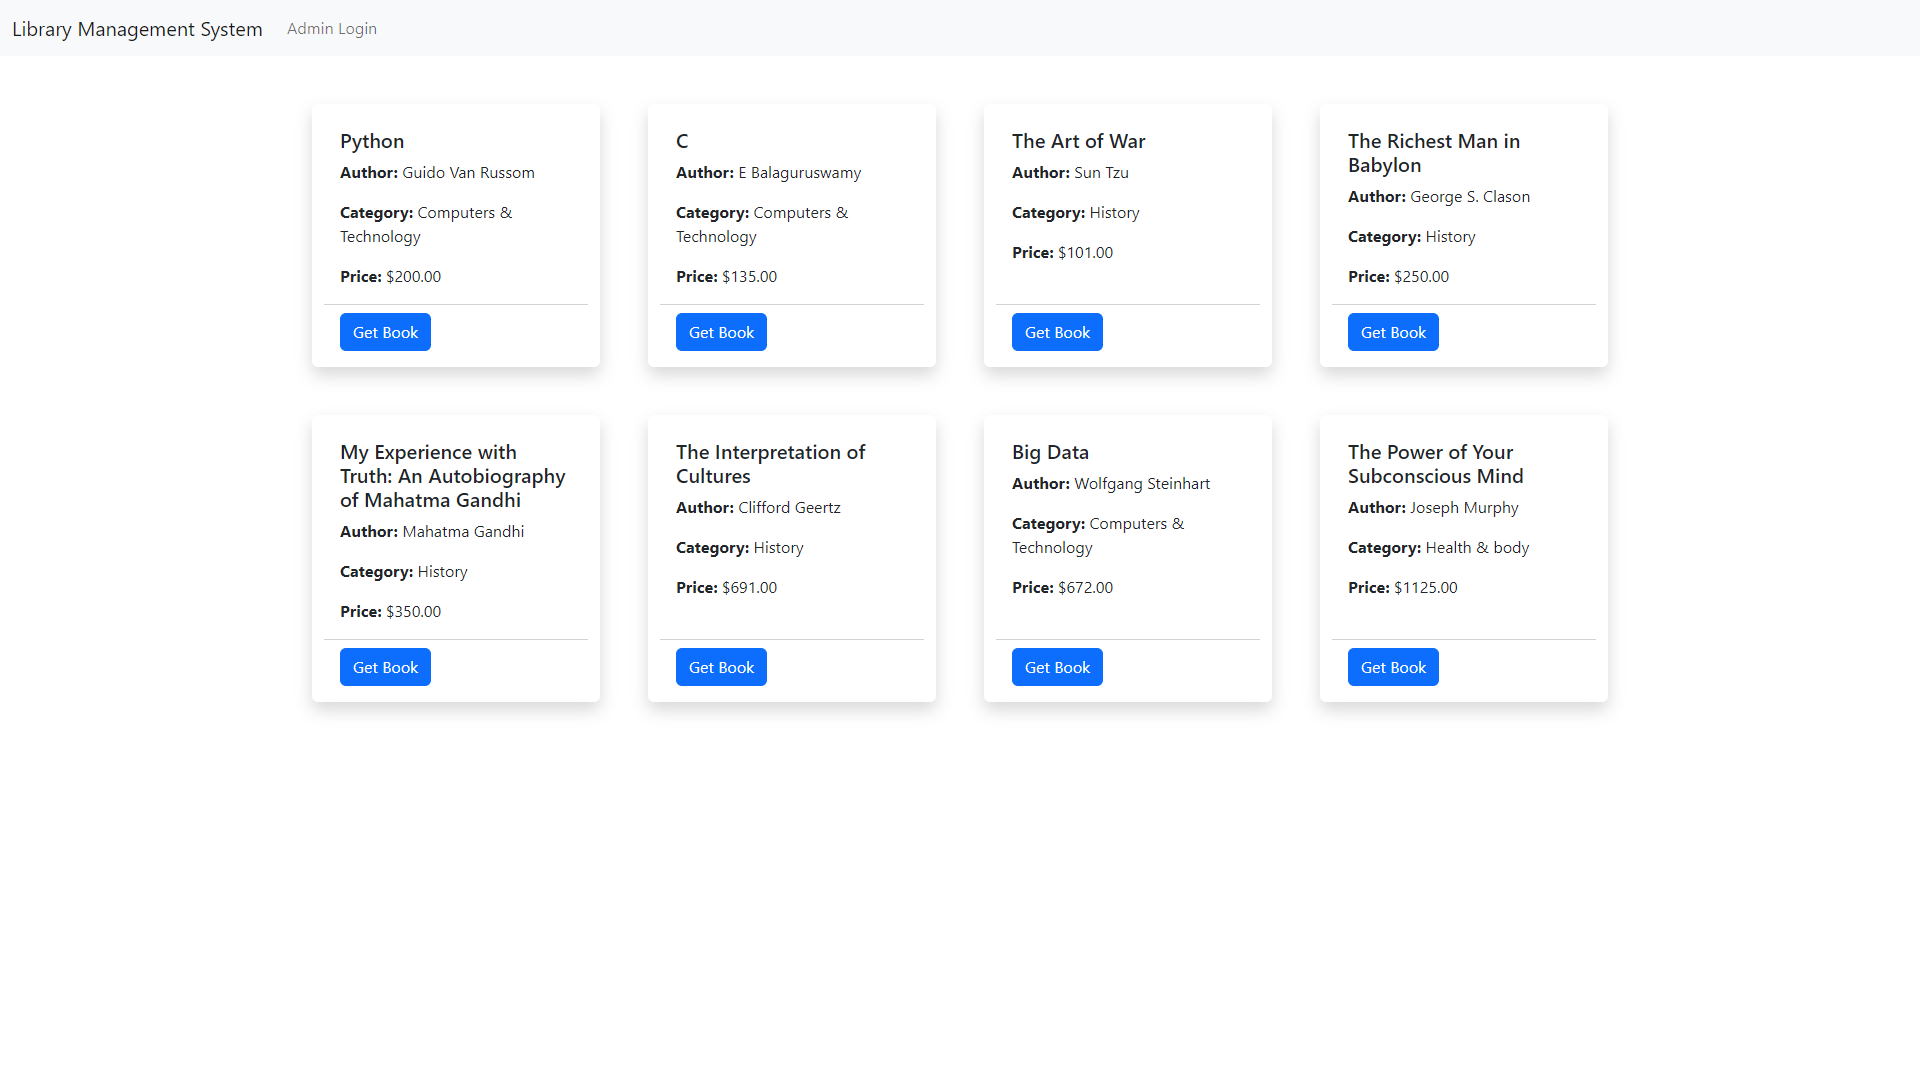 Library Management System Admin Login
Python
Author: Guido Van Russom
Category: Computers &
Technology
Price: $200.00
Get Book
C
Author: E Balaguruswamy
Category: Computers &
Technology
Price: $135.00
Get Book
The Art of War
Author: Sun Tzu
Category: History
Price: $101.00
Get Book
The Richest Man in
Babylon
Author: George S. Clason
Category: History
Price: $250.00
Get Book
My Experience with
Truth: An Autobiography
of Mahatma Gandhi
Author: Mahatma Gandhi
Category: History
Price: $350.00
Get Book
The Interpretation of
Cultures
Author: Clifford Geertz
Category: History
Price: $691.00
Get Book
Big Data
Author: Wolfgang Steinhart
Category: Computers &
Technology
Price: $672.00
Get Book
The Power of Your
Subconscious Mind
Author: Joseph Murphy
Category: Health & body
Price: $1125.00
Get Book